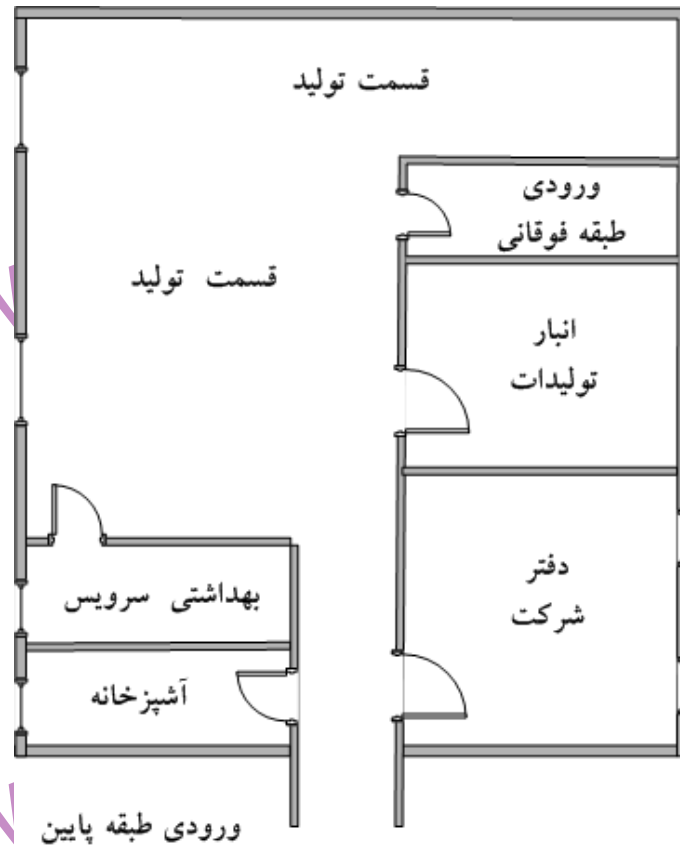 قسمت تولید
ورودی
طبقه فوقانی
قسمت تولید
انبار
تولیدات
دفتر
شرکت
بهداشتی سرویس
آشپزخانه
ورودی طبقه پایین